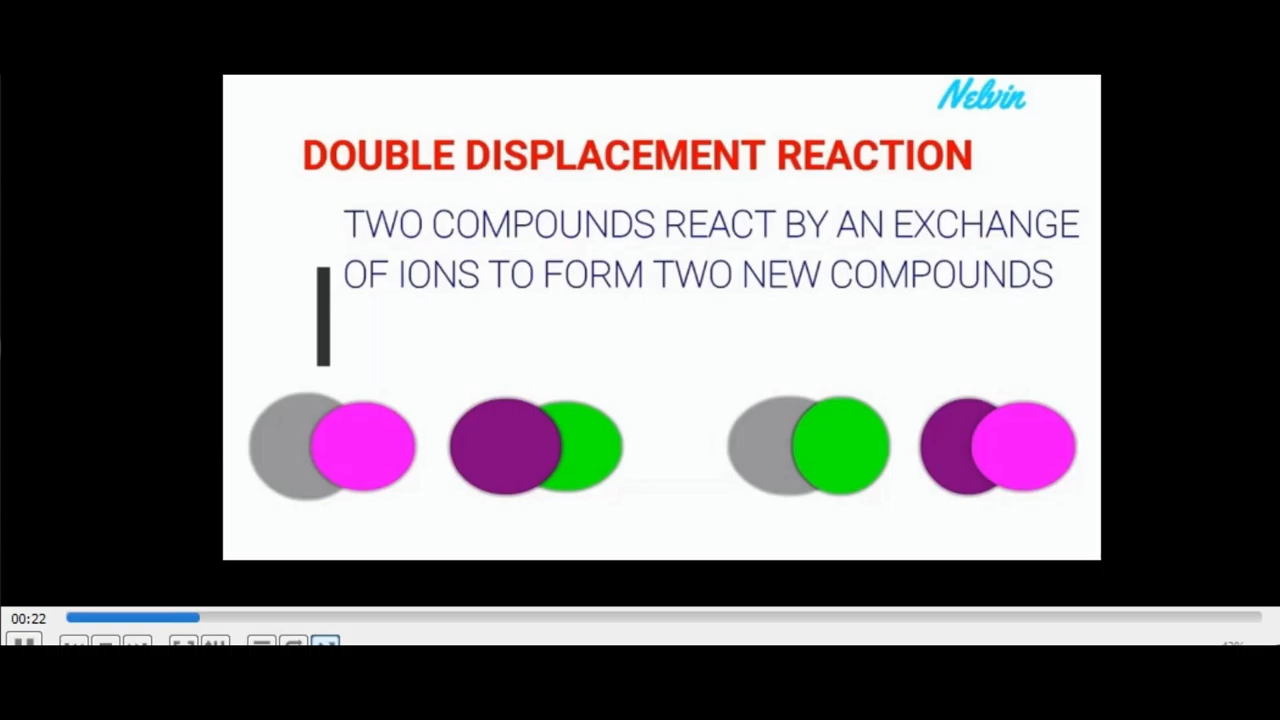 Nelvin
DOUBLE DISPLACEMENT REACTION
TWO COMPOUNDS REACT BY AN EXCHANGE
OF IONS TO FORM TWO NEW COMPOUNDS
00:22